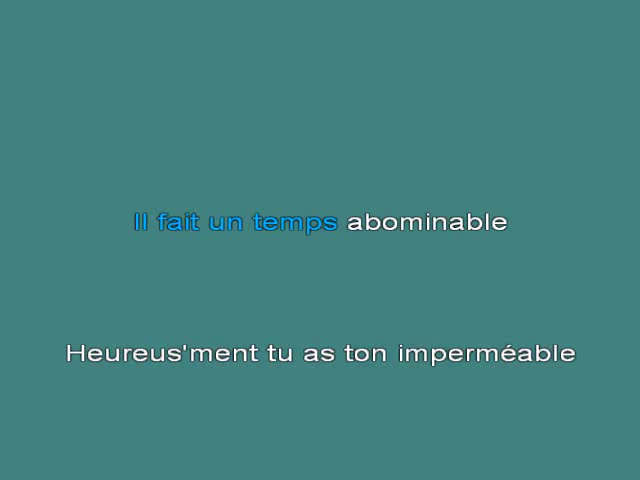 Il fait un temps abominable
Heureus'ment tu as ton imperméable